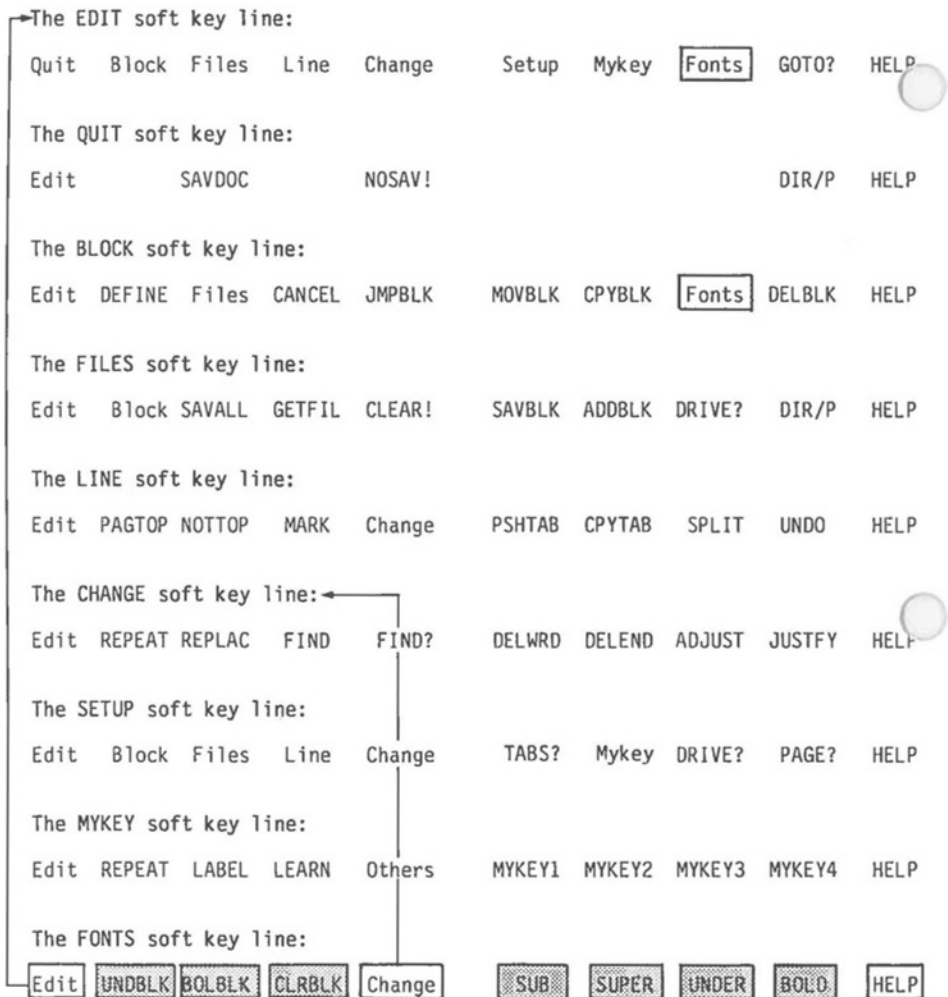 The EDIT soft key line:
Quit Block Files Line Change Setup Mykey Fonts GOTO? HELP
The QUIT soft key line:
Edit SAVDOC NOSAV! DIR/P HELP
The BLOCK soft key line:
Edit DEFINE Files CANCEL JMPBLK MOVBLK CPYBLK Fonts DELBLK HELP
The FILES soft key line:
Edit Block SAVALL GETFIL CLEAR! SAVBLK ADDBLK DRIVE? DIR/P HELP
The LINE soft key line:
Edit PAGTOP NOTTOP MARK Change PSHTAB CPYTAB SPLIT UNDO HELP
The CHANGE soft key line:
Edit REPEAT REPLAC FIND FIND? DELWRD DELEND ADJUST JUSTFY HELP
The SETUP soft key line:
Edit Block Files Line Change TABS? Mykey DRIVE? PAGE? HELP
The MYKEY soft key line:
Edit REPEAT LABEL LEARN Others MYKEY1 MYKEY2 MYKEY3 MYKEY4 HELP
The FONTS soft key line:
Edit UNDBLK BOLBLK CLRBLK Change SUB SUPER UNDER BOLD HELP